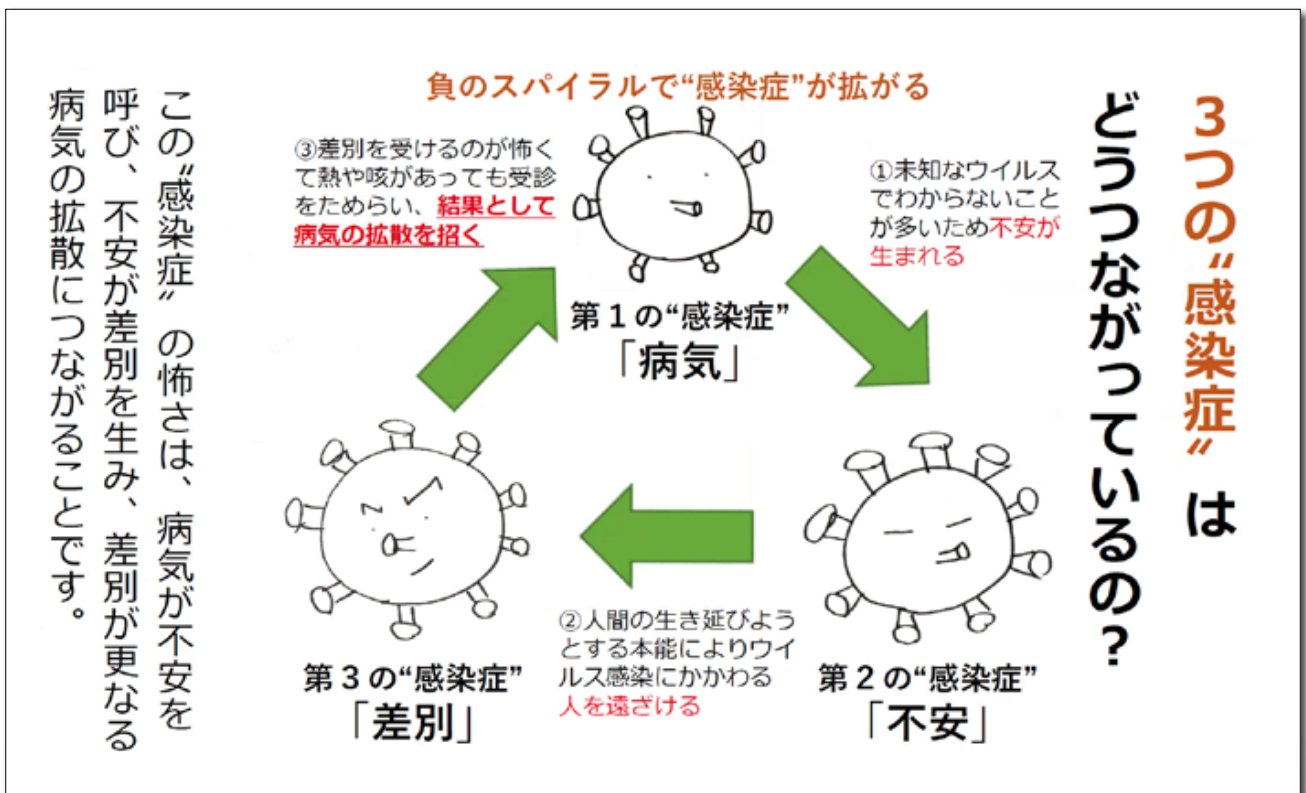 3つの“感染症”は
どうつながっているの？
負のスパイラルで“感染症”が拡がる
①未知なウイルス
でわからないこと
が多いため不安が
生まれる
第１の“感染症”
「病気」
③差別を受けるのが怖く
て熱や咳があっても受診
をためらい、結果として
病気の拡散を招く
②人間の生き延びよう
とする本能によりウイ
ルス感染にかかわる
人を遠ざける
第２の“感染症”
「不安」
第３の“感染症”
「差別」
この“感染症”の怖さは、病気が不安を
呼び、不安が差別を生み、差別が更なる
病気の拡散につながることです。